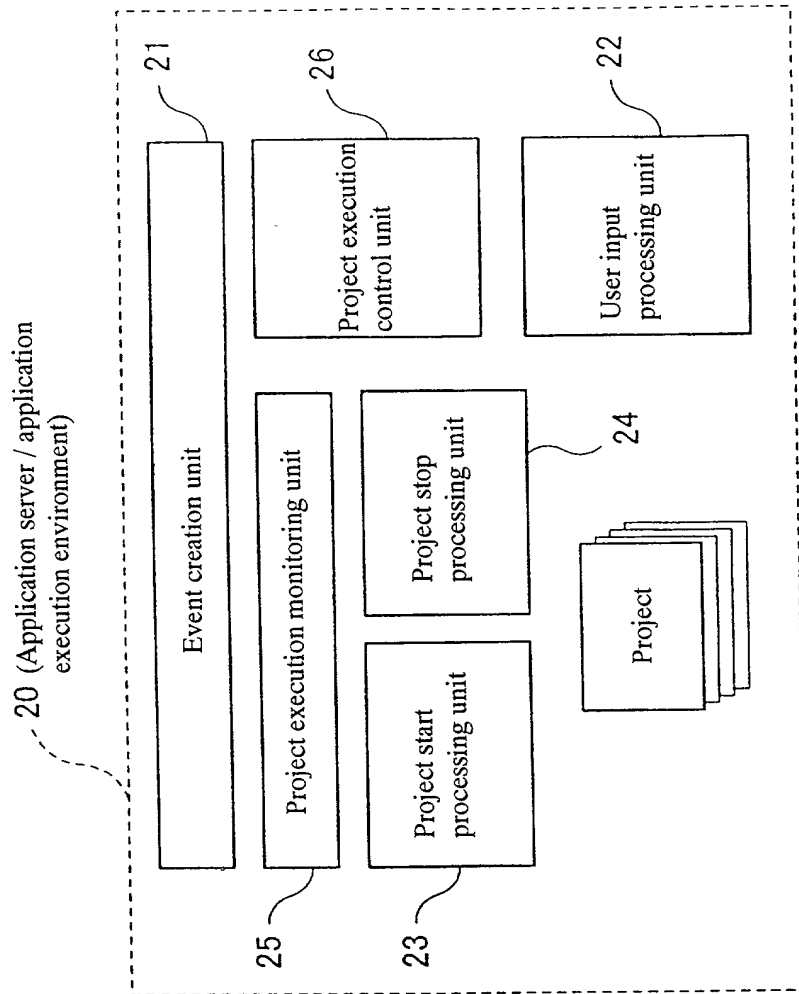 20 (Application server / application
execution environment)
21
Event creation unit
25
Project execution monitoring unit
26
Project execution
control unit
23
Project start
processing unit
Project stop
processing unit
24
22
User input
processing unit
Project